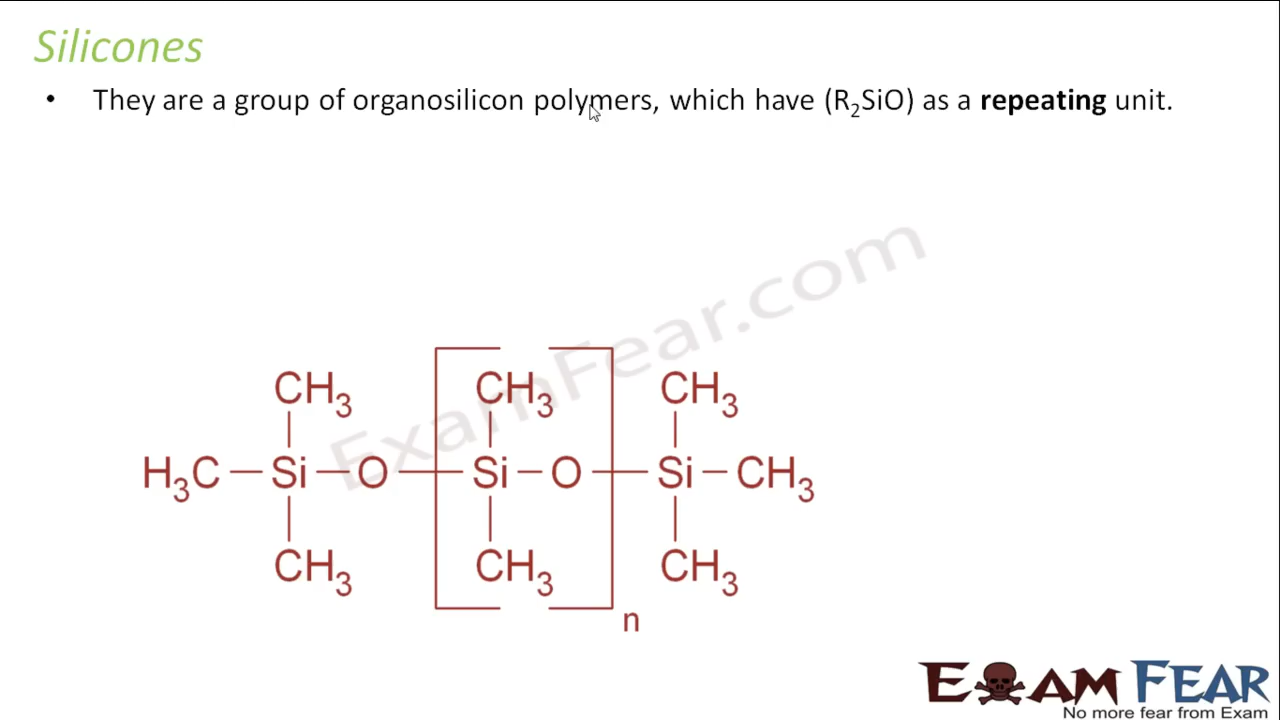 Silicones
• They are a group of organosilicon polymers, which have (R₂SiO) as a repeating unit.
ExamFear.com
CH₃ CH₃ CH₃
H₃C — Si — O — Si — O — Si — CH₃
CH₃ CH₃ CH₃
n
EXAM FEAR
No more fear from Exam